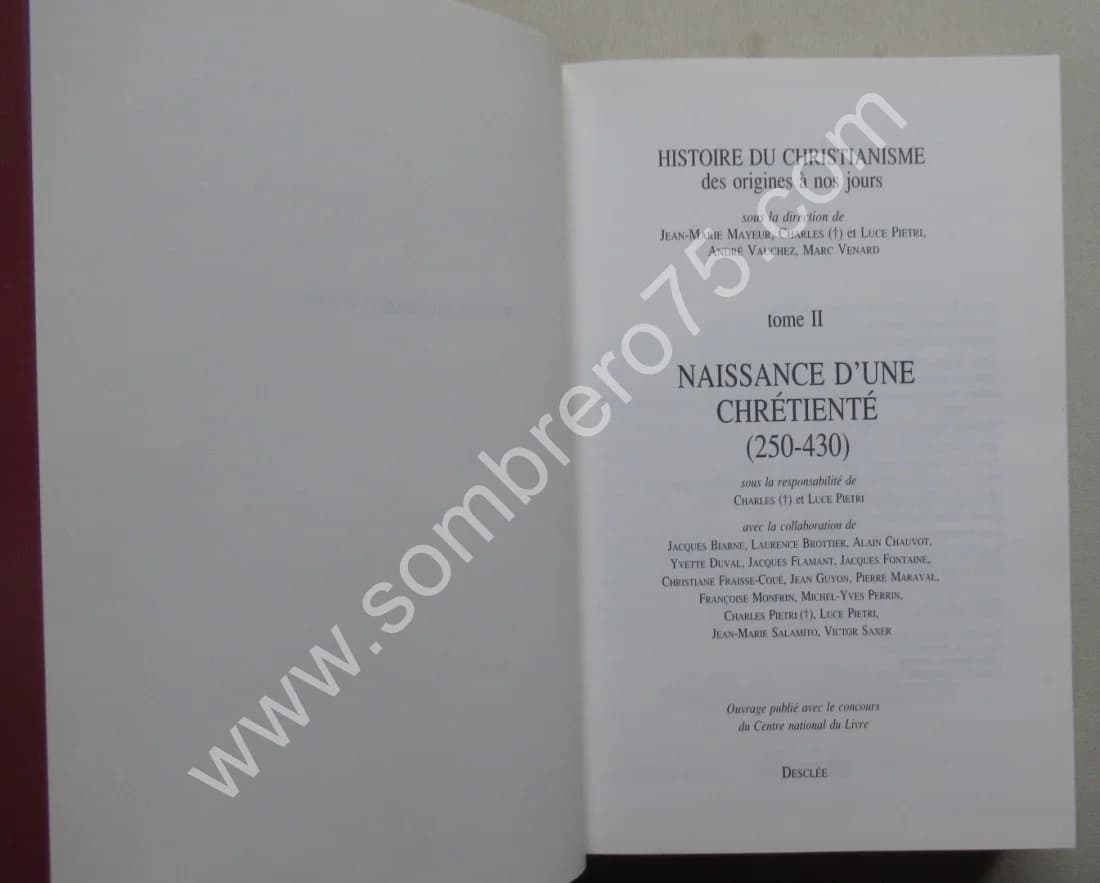 HISTOIRE DU CHRISTIANISME
des origines à nos jours
sous la direction de
JEAN-MARIE MAYEUR, CHARLES (†) et LUCE PIETRI,
ANDRÉ VAUCHEZ, MARC VENARD
tome II
NAISSANCE D'UNE
CHRÉTIENTÉ
(250-430)
sous la responsabilité de
CHARLES (†) et LUCE PIETRI
avec la collaboration de
JACQUES BIARNE, LAURENCE BROTTIER, ALAIN CHAUVOT,
YVETTE DUVAL, JACQUES FLAMANT, JACQUES FONTAINE,
CHRISTIANE FRAISSE-COUÉ, JEAN GUYON, PIERRE MARAVAL,
FRANÇOISE MONFRIN, MICHEL-YVES PERRIN,
CHARLES PIETRI (†), LUCE PIETRI,
JEAN-MARIE SALAMITO, VICTOR SAXER
Ouvrage publié avec le concours
du Centre national du Livre
DESCLÉE
www.sombrero75.com